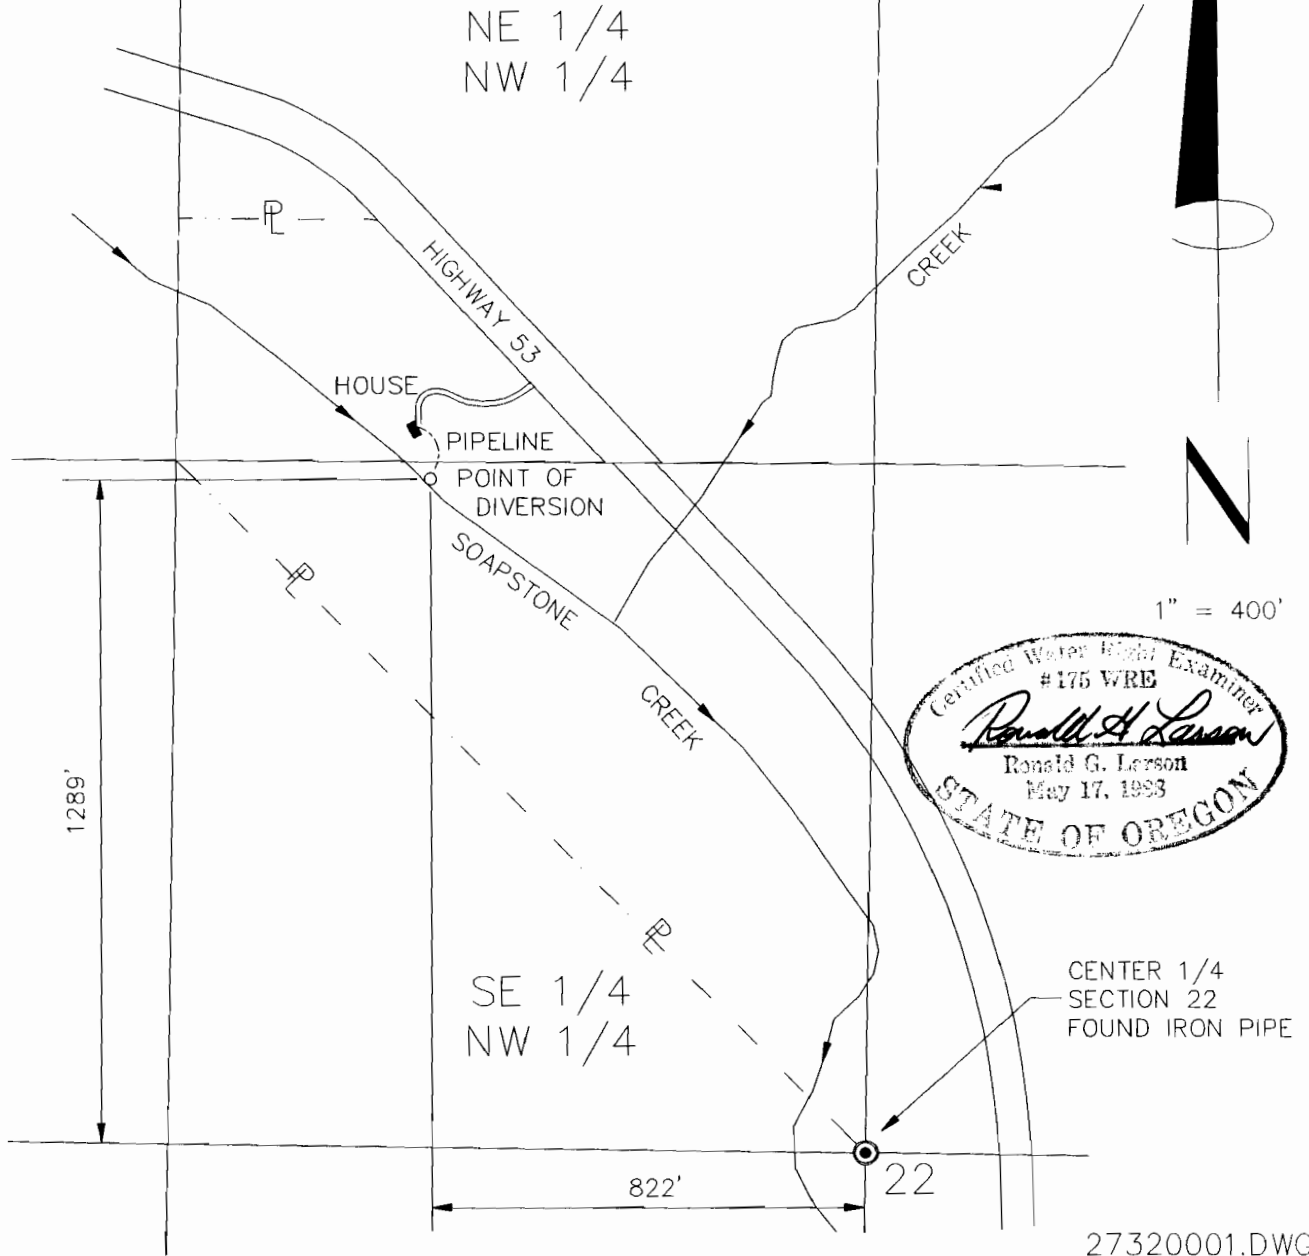 NE 1/4
NW 1/4
PL
HIGHWAY 53
CREEK
HOUSE
PIPELINE
POINT OF
DIVERSION
SOAPSTONE
CREEK
PL
N
1" = 400'
Certified Water Right Examiner
#175 WRE
Ronald G. Larson
May 17, 1988
STATE OF OREGON
1289'
PL
SE 1/4
NW 1/4
CENTER 1/4
SECTION 22
FOUND IRON PIPE
22
822'
27320001.DWG